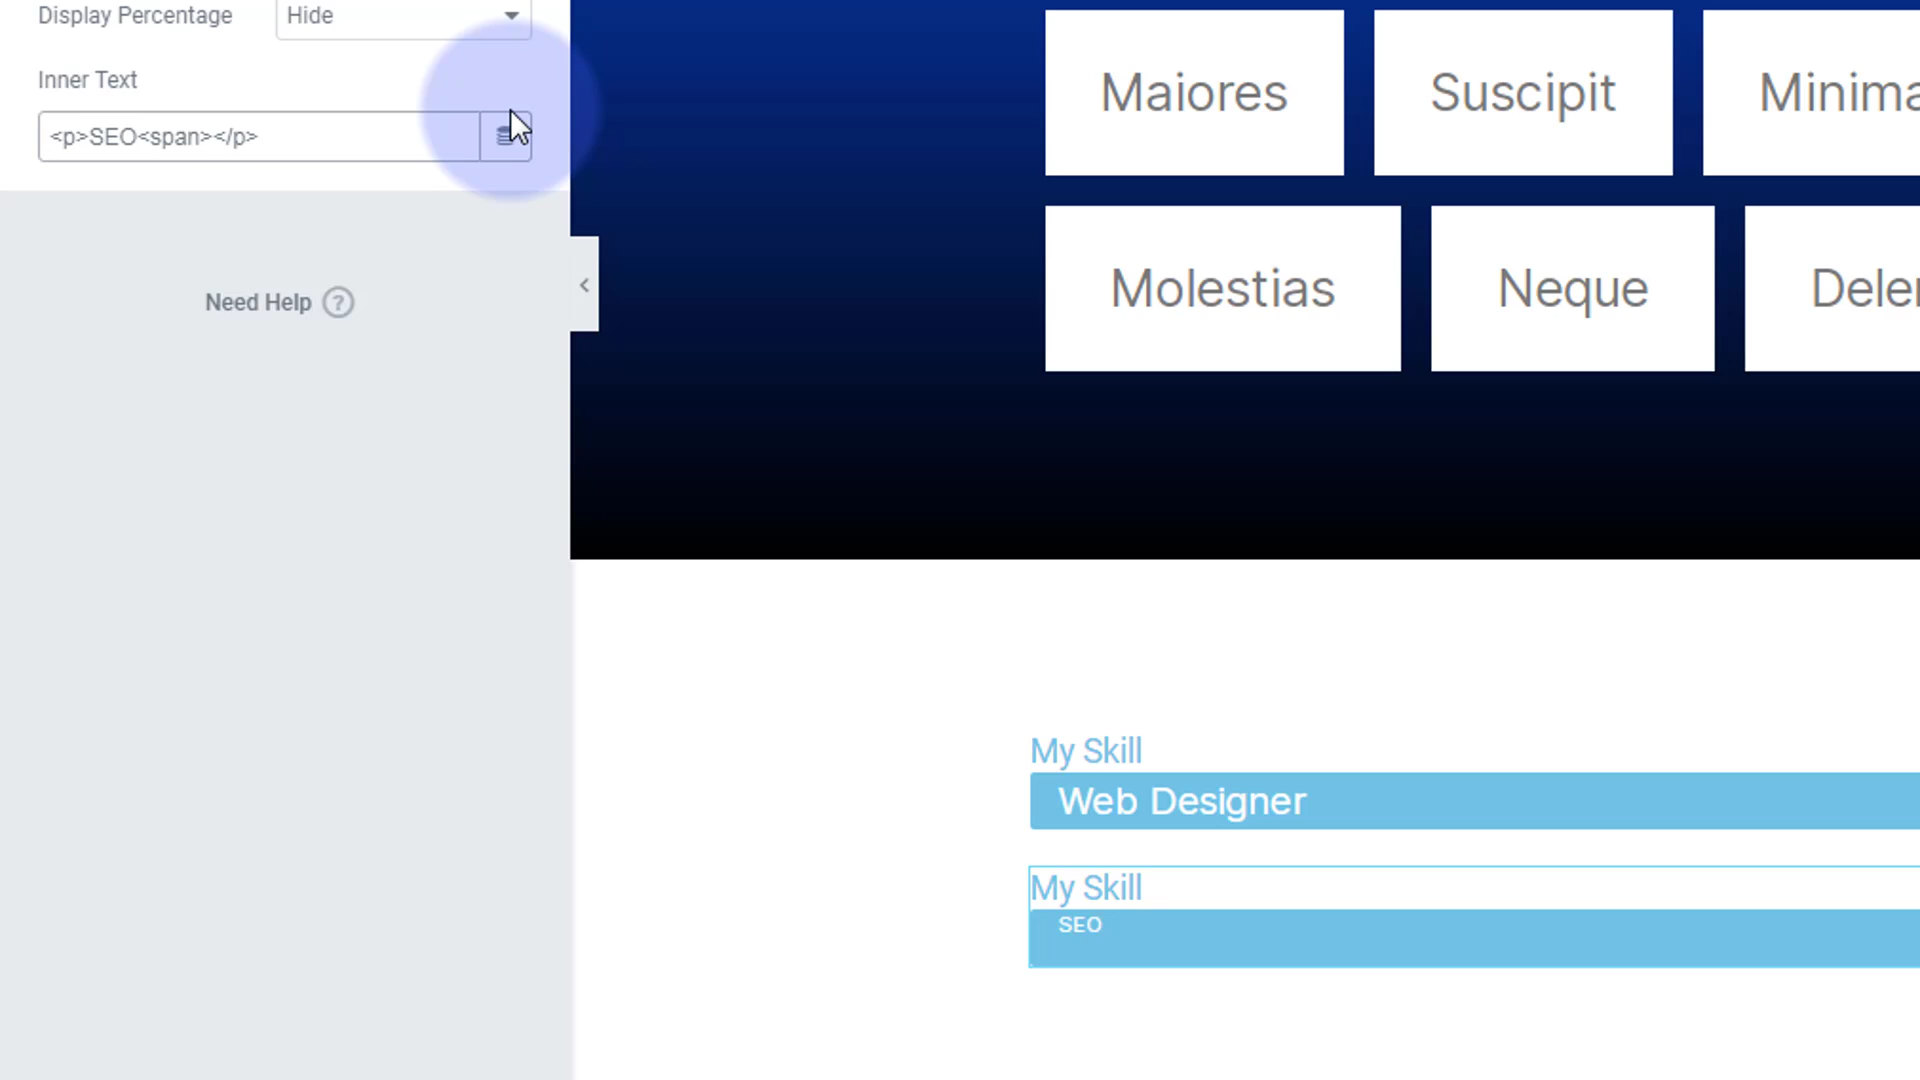 Display Percentage
Hide
Inner Text
<p>SEO<span></p>
Need Help ?
Maiores
Suscipit
Minima
Molestias
Neque
Deler
My Skill
Web Designer
My Skill
SEO